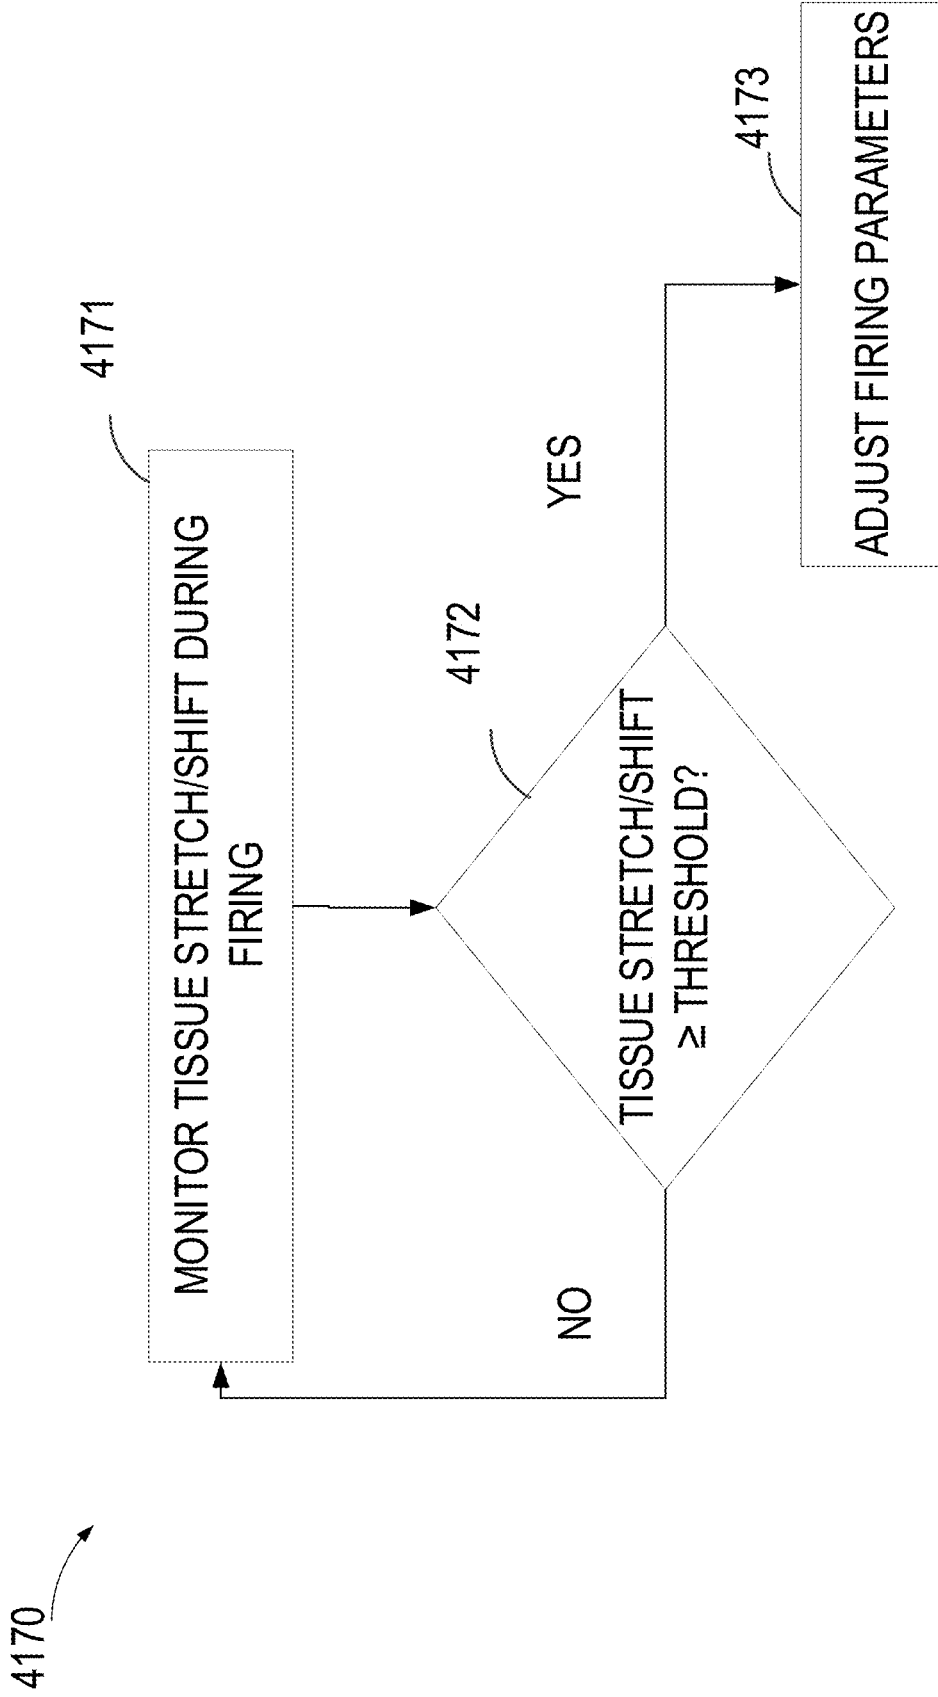 4170
4171
MONITOR TISSUE STRETCH/SHIFT DURING
FIRING
4172
TISSUE STRETCH/SHIFT
≥ THRESHOLD?
NO
YES
4173
ADJUST FIRING PARAMETERS